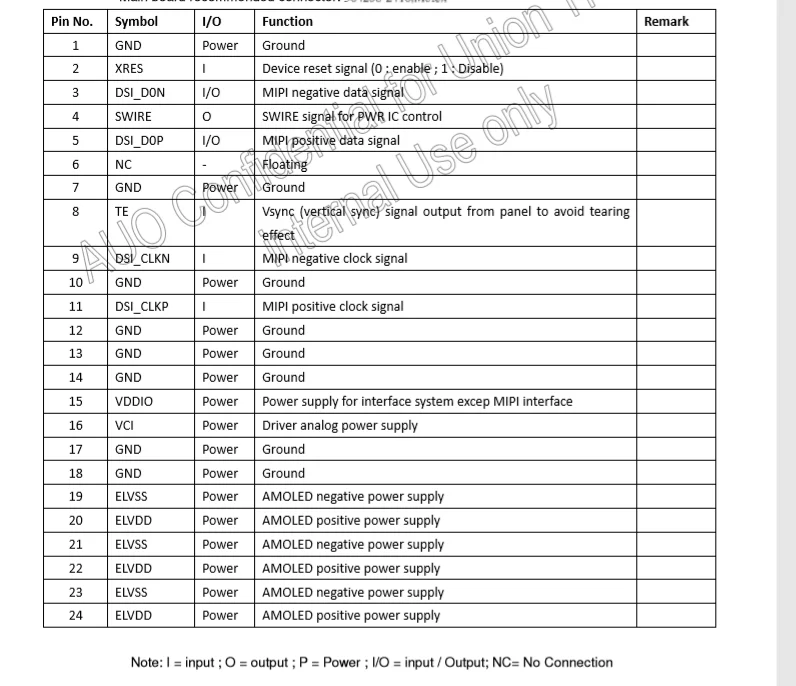 Main board recommended connector:
Pin No. Symbol I/O Function Remark
1 GND Power Ground
2 XRES I Device reset signal (0 : enable ; 1 : Disable)
3 DSI_D0N I/O MIPI negative data signal
4 SWIRE O SWIRE signal for PWR IC control
5 DSI_D0P I/O MIPI positive data signal
6 NC - Floating
7 GND Power Ground
8 TE I Vsync (vertical sync) signal output from panel to avoid tearing
effect
9 DSI_CLKN I MIPI negative clock signal
10 GND Power Ground
11 DSI_CLKP I MIPI positive clock signal
12 GND Power Ground
13 GND Power Ground
14 GND Power Ground
15 VDDIO Power Power supply for interface system excep MIPI interface
16 VCI Power Driver analog power supply
17 GND Power Ground
18 GND Power Ground
19 ELVSS Power AMOLED negative power supply
20 ELVDD Power AMOLED positive power supply
21 ELVSS Power AMOLED negative power supply
22 ELVDD Power AMOLED positive power supply
23 ELVSS Power AMOLED negative power supply
24 ELVDD Power AMOLED positive power supply
Note: I = input ; O = output ; P = Power ; I/O = input / Output; NC= No Connection
AUO Confidential for Union
Internal Use only